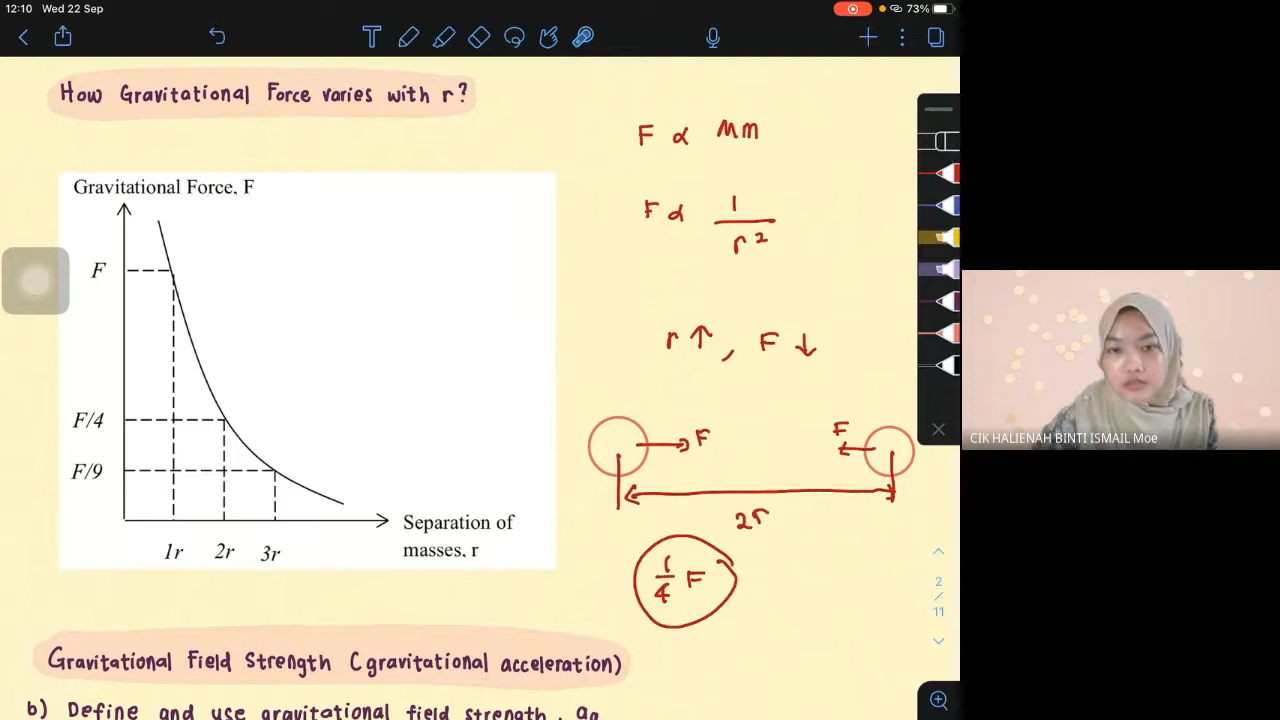 12:10 Wed 22 Sep
73%
How Gravitational Force varies with r?
Gravitational Force, F
F
F/4
F/9
1r 2r 3r
Separation of
masses, r
F ∝ Mm
F ∝ 1
r²
r ↑, F ↓
F
F
2r
1/4 F
CIK HALIENAH BINTI ISMAIL Moe
2
/
11
Gravitational Field Strength (gravitational acceleration)
b) Define and use gravitational field strength,